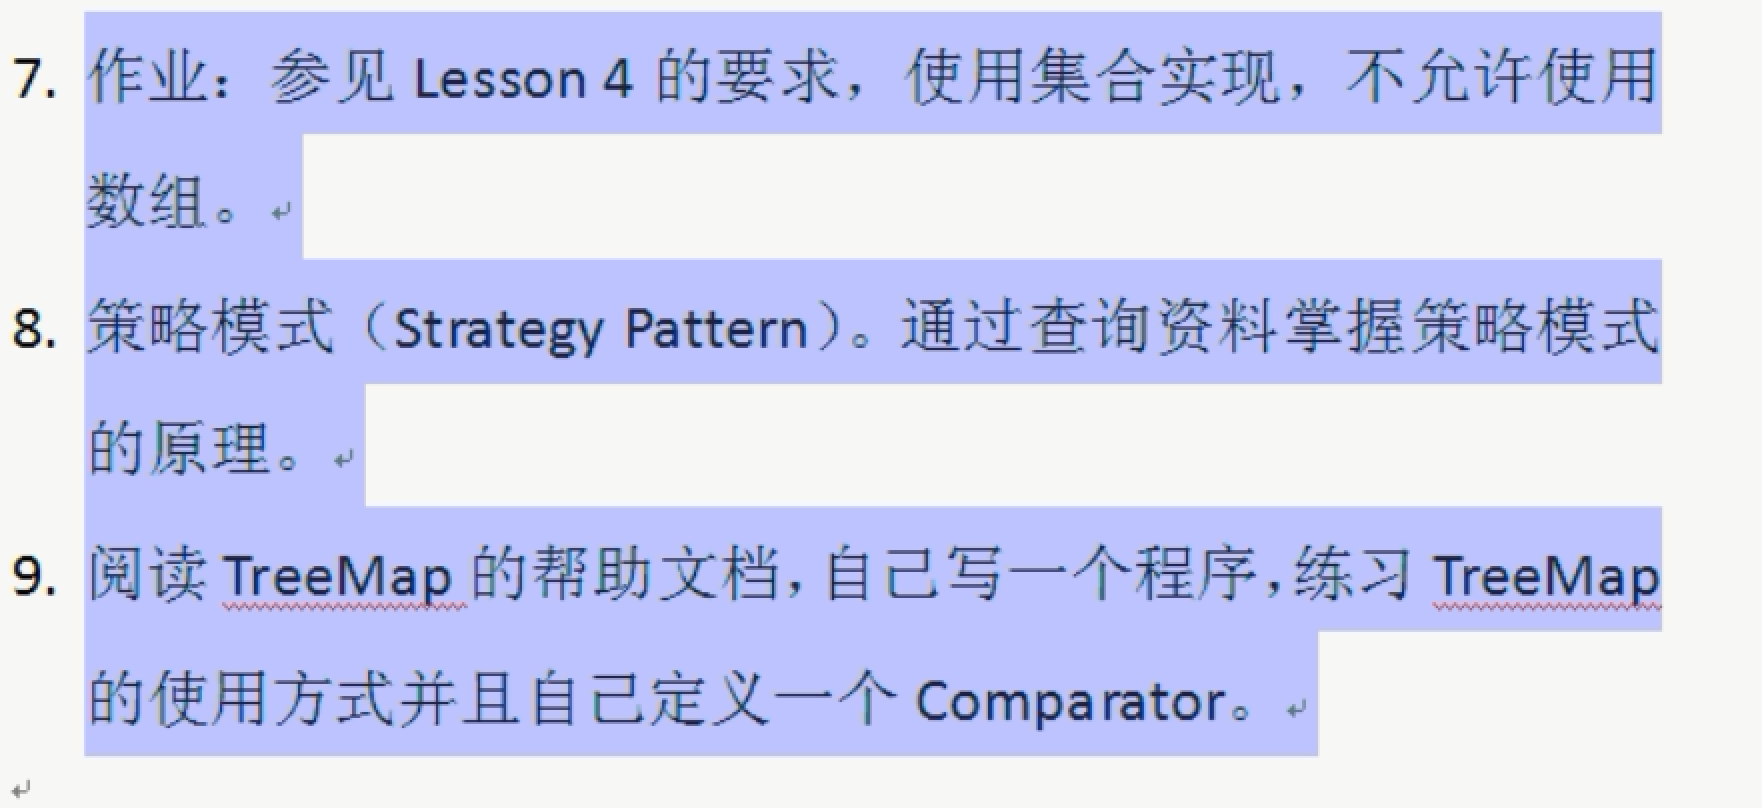 7. 作业：参见 Lesson 4 的要求，使用集合实现，不允许使用
数组。
8. 策略模式（Strategy Pattern）。通过查询资料掌握策略模式
的原理。
9. 阅读 TreeMap 的帮助文档，自己写一个程序，练习 TreeMap
的使用方式并且自己定义一个 Comparator。